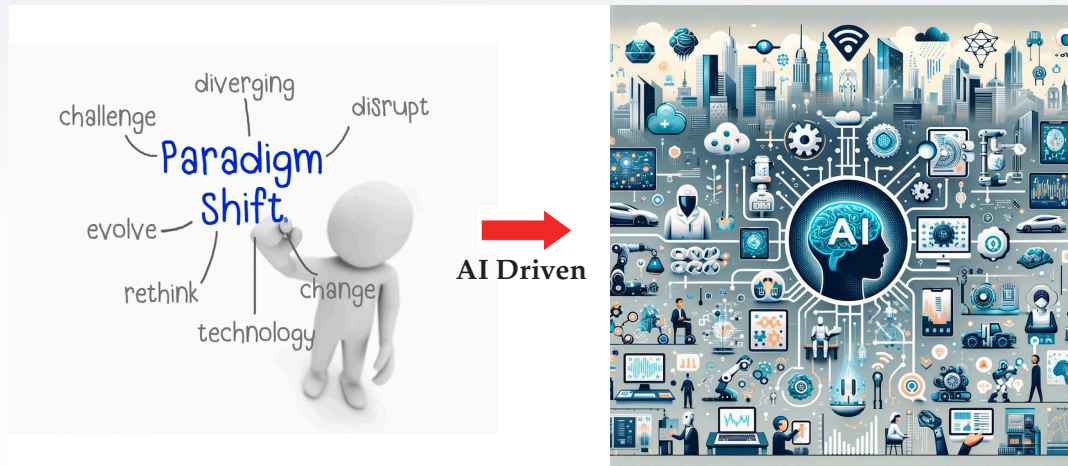 diverging
challenge
disrupt
Paradigm
Shift
evolve
rethink
change
technology
AI Driven
AI